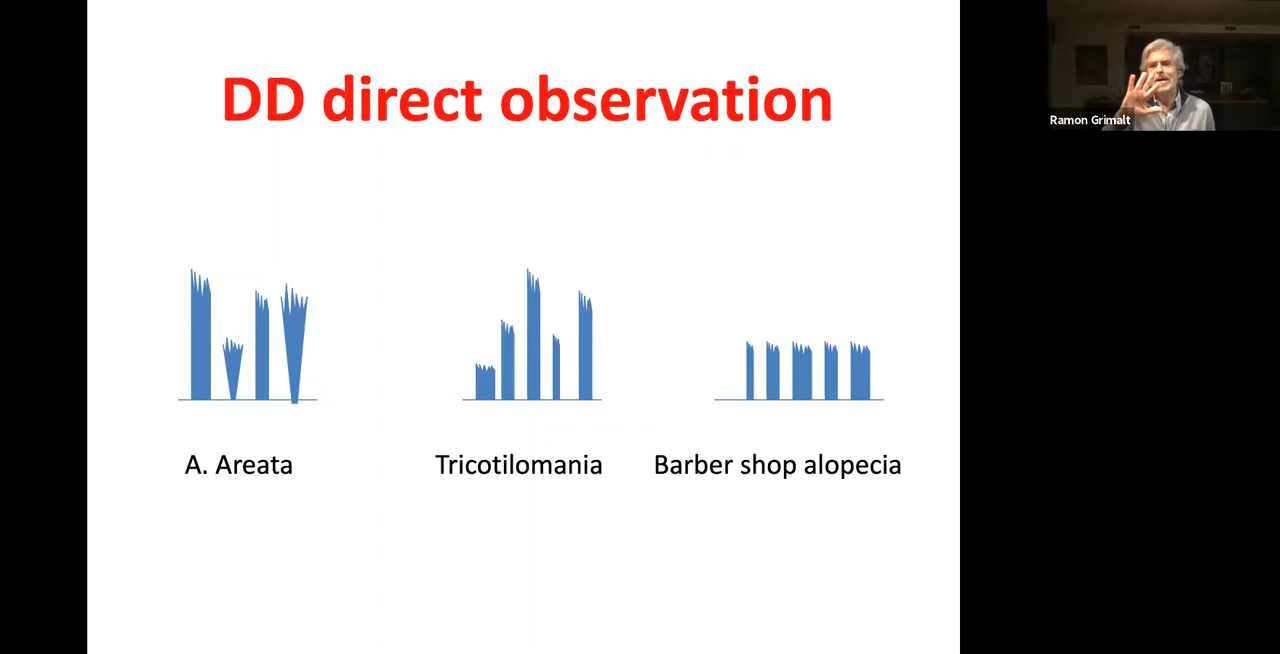 DD direct observation
Ramon Grimalt
A. Areata
Tricotilomania
Barber shop alopecia